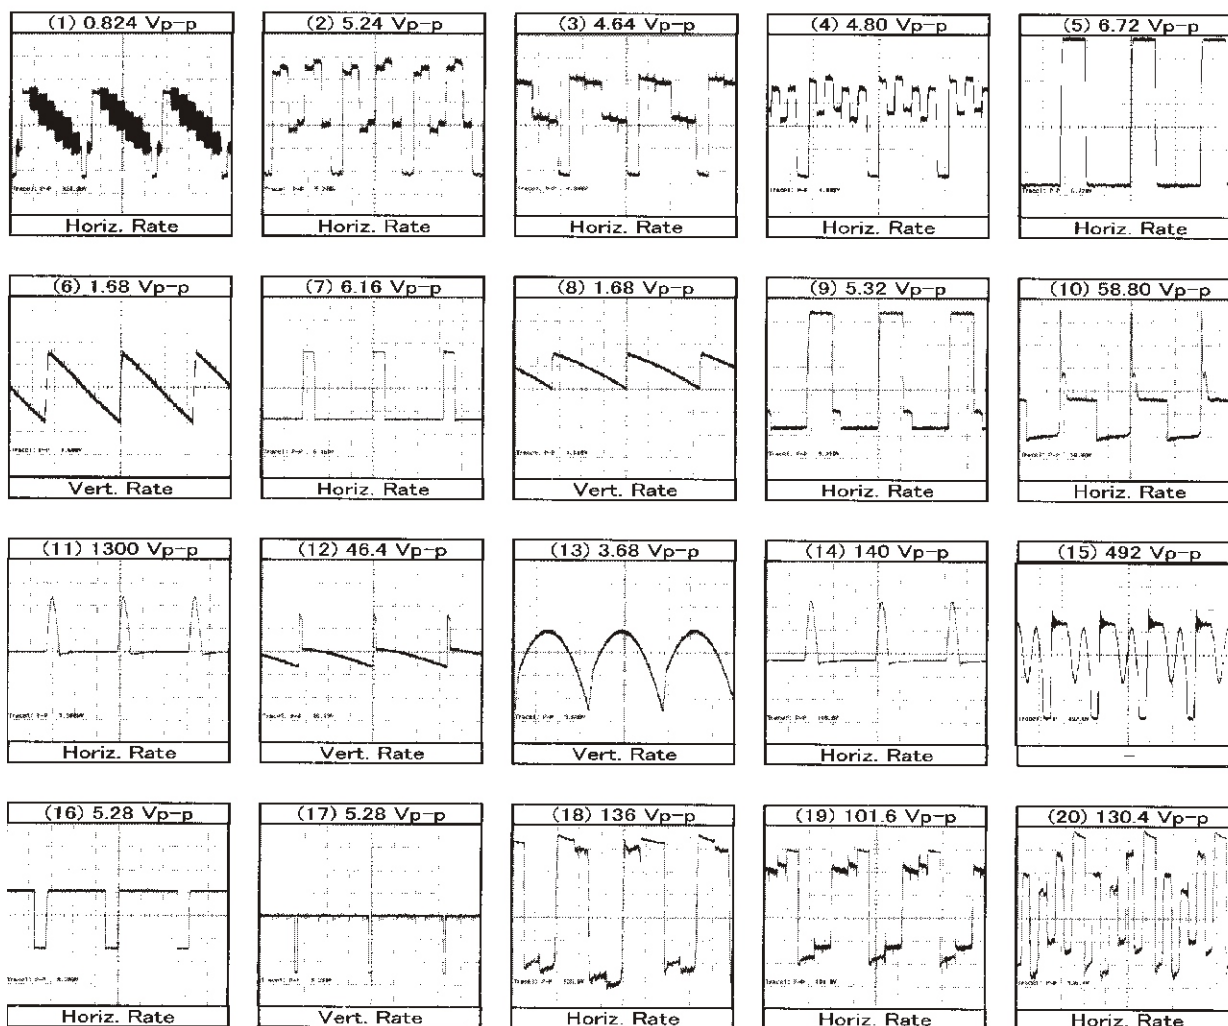 (1) 0.824 Vp-p
(2) 5.24 Vp-p
(3) 4.64 Vp-p
(4) 4.80 Vp-p
(5) 6.72 Vp-p
Horiz. Rate
Horiz. Rate
Horiz. Rate
Horiz. Rate
Horiz. Rate
(6) 1.68 Vp-p
(7) 6.16 Vp-p
(8) 1.68 Vp-p
(9) 5.32 Vp-p
(10) 58.80 Vp-p
Vert. Rate
Horiz. Rate
Vert. Rate
Horiz. Rate
Horiz. Rate
(11) 1300 Vp-p
(12) 46.4 Vp-p
(13) 3.68 Vp-p
(14) 140 Vp-p
(15) 492 Vp-p
Horiz. Rate
Vert. Rate
Vert. Rate
Horiz. Rate
—
(16) 5.28 Vp-p
(17) 5.28 Vp-p
(18) 136 Vp-p
(19) 101.6 Vp-p
(20) 130.4 Vp-p
Horiz. Rate
Vert. Rate
Horiz. Rate
Horiz. Rate
Horiz. Rate